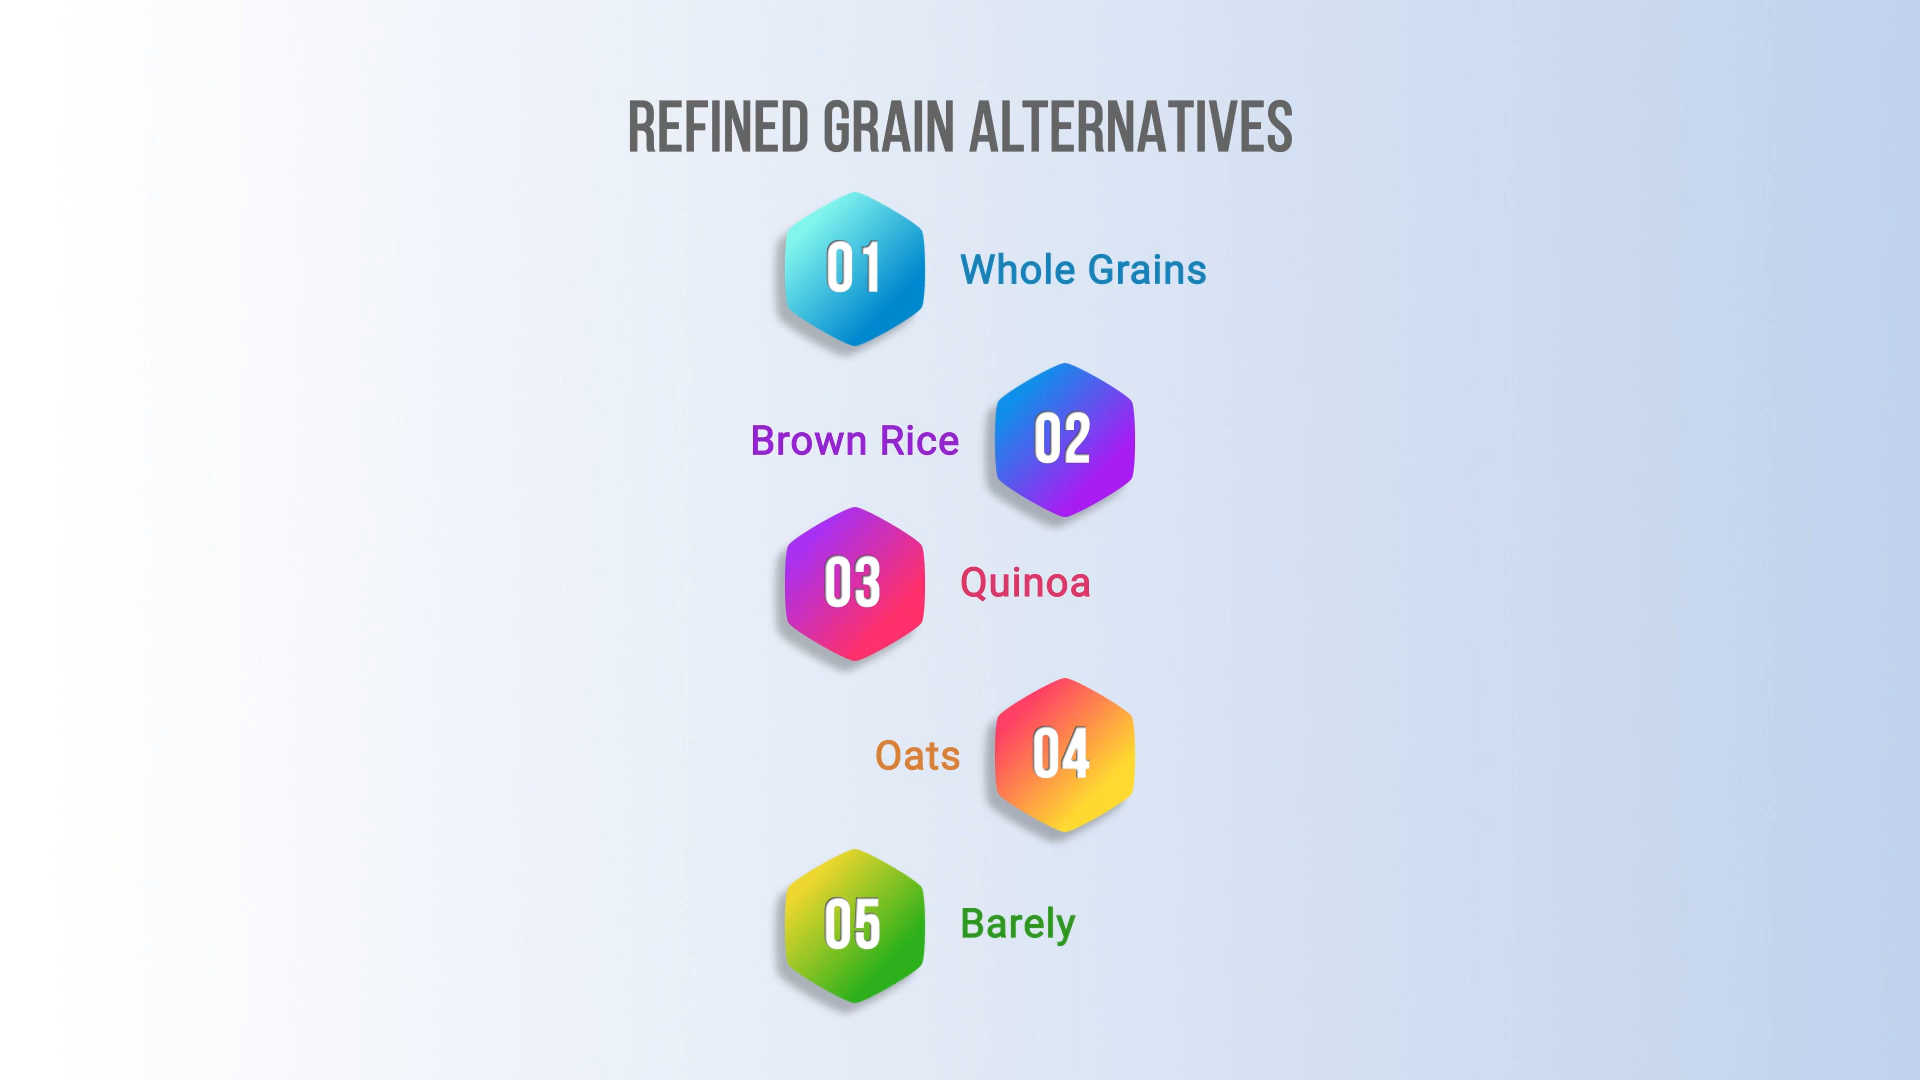 REFINED GRAIN ALTERNATIVES
01 Whole Grains
Brown Rice 02
03 Quinoa
Oats 04
05 Barely